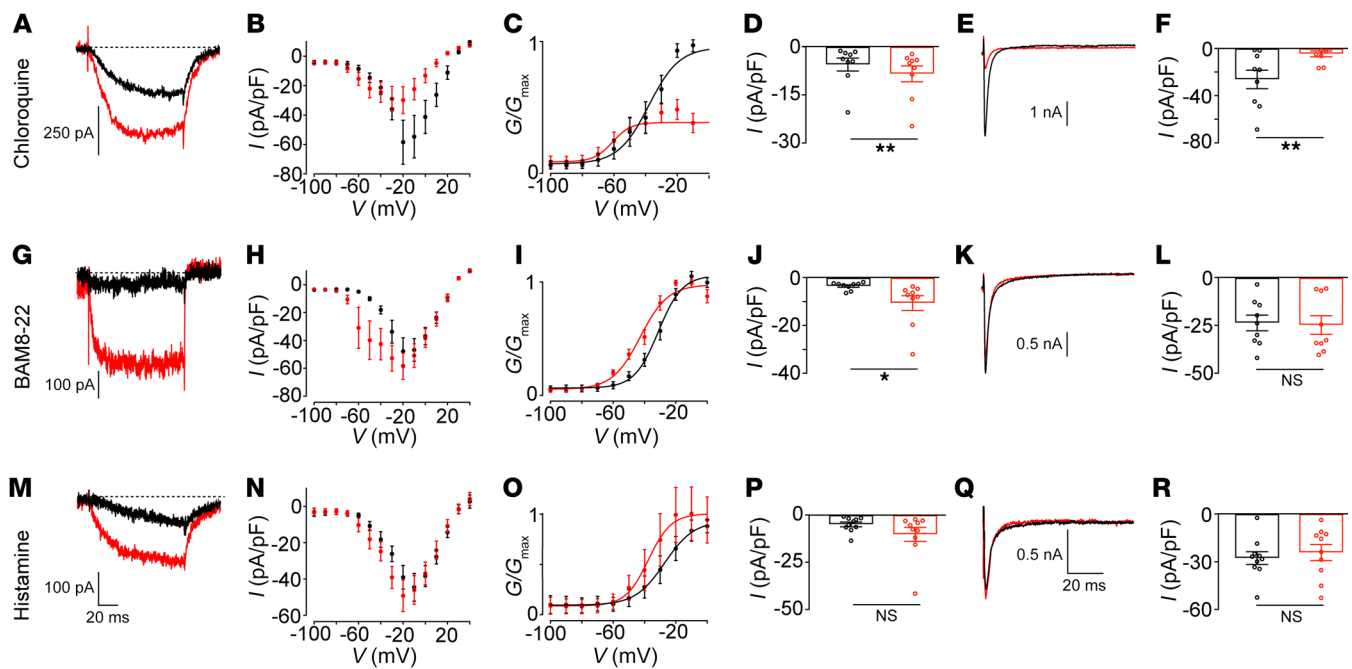 A B C D E F
Chloroquine
250 pA
I (pA/pF)
0
-20
-40
-60
-80
-100 -60 -20 20
V (mV)
G/Gmax
1
0
-100 -60 -20
V (mV)
I (pA/pF)
0
-15
-30
**
1 nA
I (pA/pF)
0
-40
-80
**
G H I J K L
BAM8-22
100 pA
I (pA/pF)
0
-20
-40
-60
-80
-100 -60 -20 20
V (mV)
G/Gmax
1
0
-100 -60 -20
V (mV)
I (pA/pF)
0
-20
-40
*
0.5 nA
I (pA/pF)
0
-25
-50
NS
M N O P Q R
Histamine
100 pA
20 ms
I (pA/pF)
0
-20
-40
-60
-100 -60 -20 20
V (mV)
G/Gmax
1
0
-100 -60 -20
V (mV)
I (pA/pF)
0
-25
-50
NS
0.5 nA
20 ms
I (pA/pF)
0
-30
-60
NS